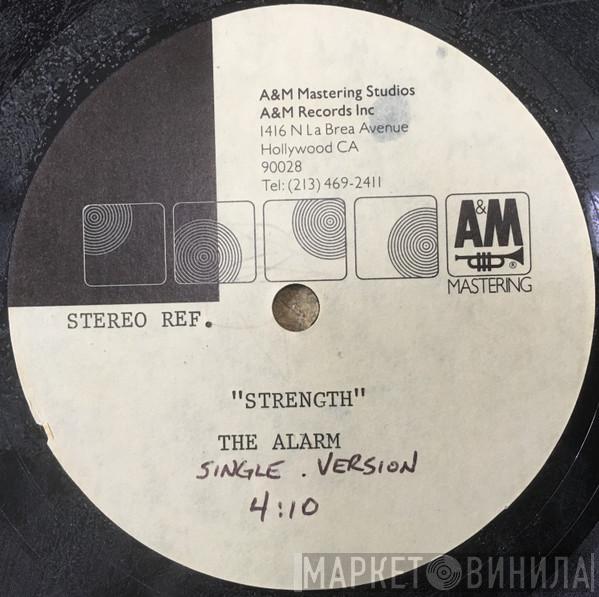 A&M Mastering Studios
A&M Records Inc
1416 N La Brea Avenue
Hollywood CA
90028
Tel: (213) 469-2411
A&M
®
MASTERING
STEREO REF.
"STRENGTH"
THE ALARM
SINGLE . VERSION
4:10
МАРКЕТ ВИНИЛА